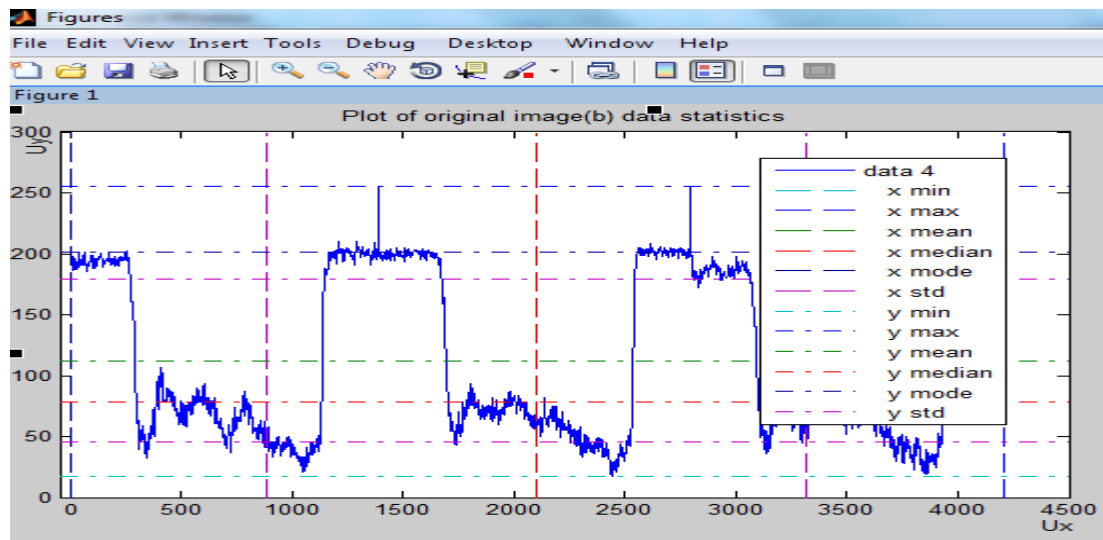 Figures
File Edit View Insert Tools Debug Desktop Window Help
Figure 1
Plot of original image(b) data statistics
Uy
300
250
200
150
100
50
0
0 500 1000 1500 2000 2500 3000 3500 4000 4500
Ux
data 4
x min
x max
x mean
x median
x mode
x std
y min
y max
y mean
y median
y mode
y std